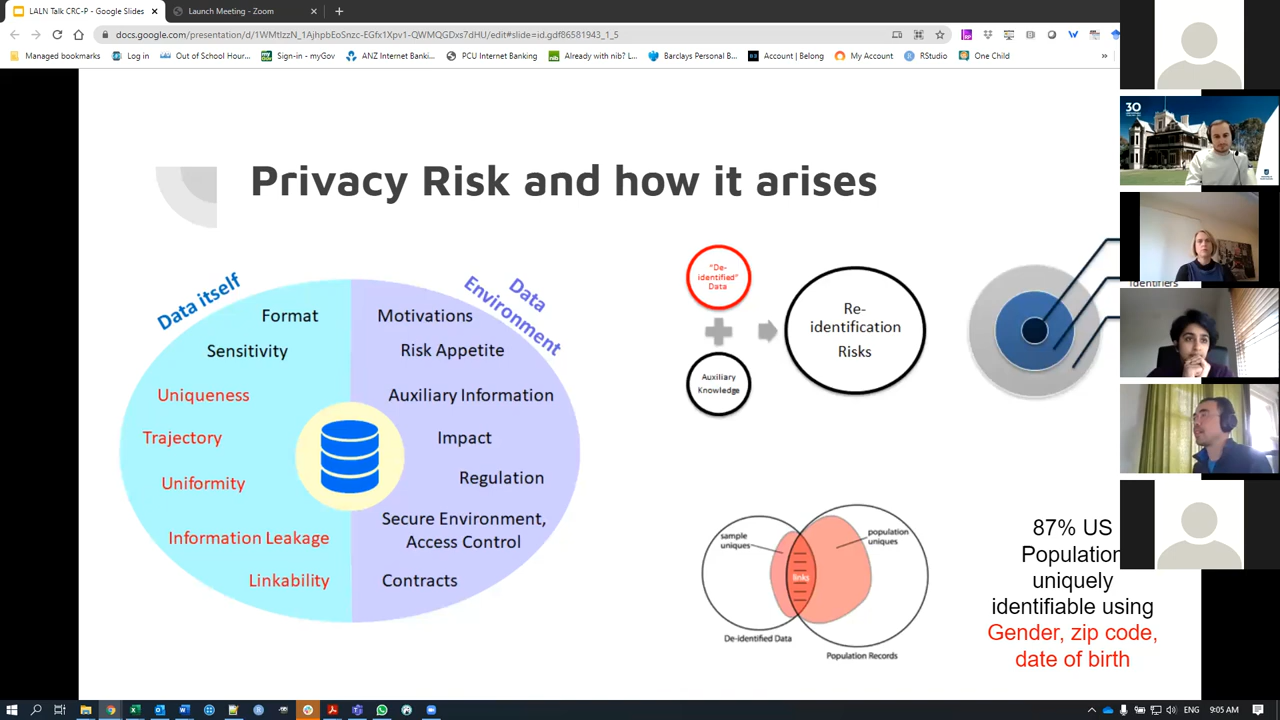 LALN Talk CRC-P - Google Slides
Launch Meeting - Zoom
docs.google.com/presentation/d/1WMtIzzN_1AjhpbEoSnzc-EGfx1Xpv1-QWMQGDxs7dHU/edit#slide=id.gdf86581943_1_5
Managed bookmarks
Log in
Out of School Hour...
Sign-in - myGov
ANZ Internet Banki...
PCU Internet Banking
Already with nib? L...
Barclays Personal B...
Account | Belong
My Account
RStudio
One Child
»
30
Privacy Risk and how it arises
Data itself
Data
Environment
Format
Motivations
Sensitivity
Risk Appetite
Uniqueness
Auxiliary Information
Trajectory
Impact
Uniformity
Regulation
Secure Environment,
Access Control
Information Leakage
Linkability
Contracts
"De-
identified"
Data
Auxiliary
Knowledge
Re-
identification
Risks
Identifiers
sample
uniques
population
uniques
links
De-identified Data
Population Records
87% US
Population
uniquely
identifiable using
Gender, zip code,
date of birth
ENG
9:05 AM